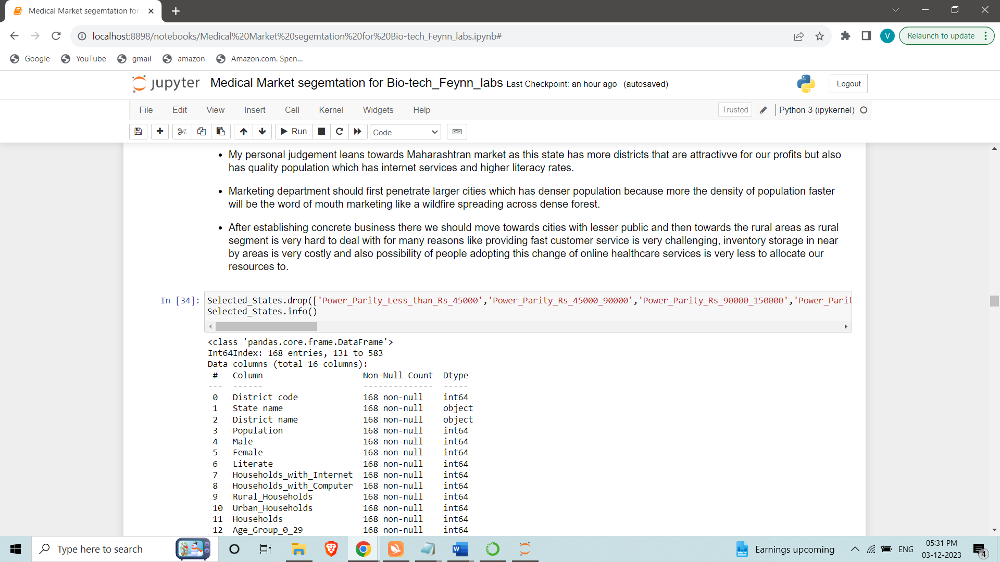 Medical Market segemtation for
localhost:8898/notebooks/Medical%20Market%20segemtation%20for%20Bio-tech_Feynn_labs.ipynb#
V
Relaunch to update
Google
YouTube
gmail
amazon
Amazon.com. Spen...
jupyter
Medical Market segemtation for Bio-tech_Feynn_labs Last Checkpoint: an hour ago (autosaved)
Logout
File Edit View Insert Cell Kernel Widgets Help
Trusted
Python 3 (ipykernel)
Run
Code
My personal judgement leans towards Maharashtran market as this state has more districts that are attractivve for our profits but also
has quality population which has internet services and higher literacy rates.
Marketing department should first penetrate larger cities which has denser population because more the density of population faster
will be the word of mouth marketing like a wildfire spreading across dense forest.
After establishing concrete business there we should move towards cities with lesser public and then towards the rural areas as rural
segment is very hard to deal with for many reasons like providing fast customer service is very challenging, inventory storage in near
by areas is very costly and also possibility of people adopting this change of online healthcare services is very less to allocate our
resources to.
In [34]: Selected_States.drop(['Power_Parity_Less_than_Rs_45000','Power_Parity_Rs_45000_90000','Power_Parity_Rs_90000_150000','Power_Parit
Selected_States.info()
<class 'pandas.core.frame.DataFrame'>
Int64Index: 168 entries, 131 to 583
Data columns (total 16 columns):
# Column Non-Null Count Dtype
--- ------ -------------- -----
0 District code 168 non-null int64
1 State name 168 non-null object
2 District name 168 non-null object
3 Population 168 non-null int64
4 Male 168 non-null int64
5 Female 168 non-null int64
6 Literate 168 non-null int64
7 Households_with_Internet 168 non-null int64
8 Households_with_Computer 168 non-null int64
9 Rural_Households 168 non-null int64
10 Urban_Households 168 non-null int64
11 Households 168 non-null int64
12 Age_Group_0_29 168 non-null int64
Type here to search
Earnings upcoming
ENG
05:31 PM
03-12-2023
4